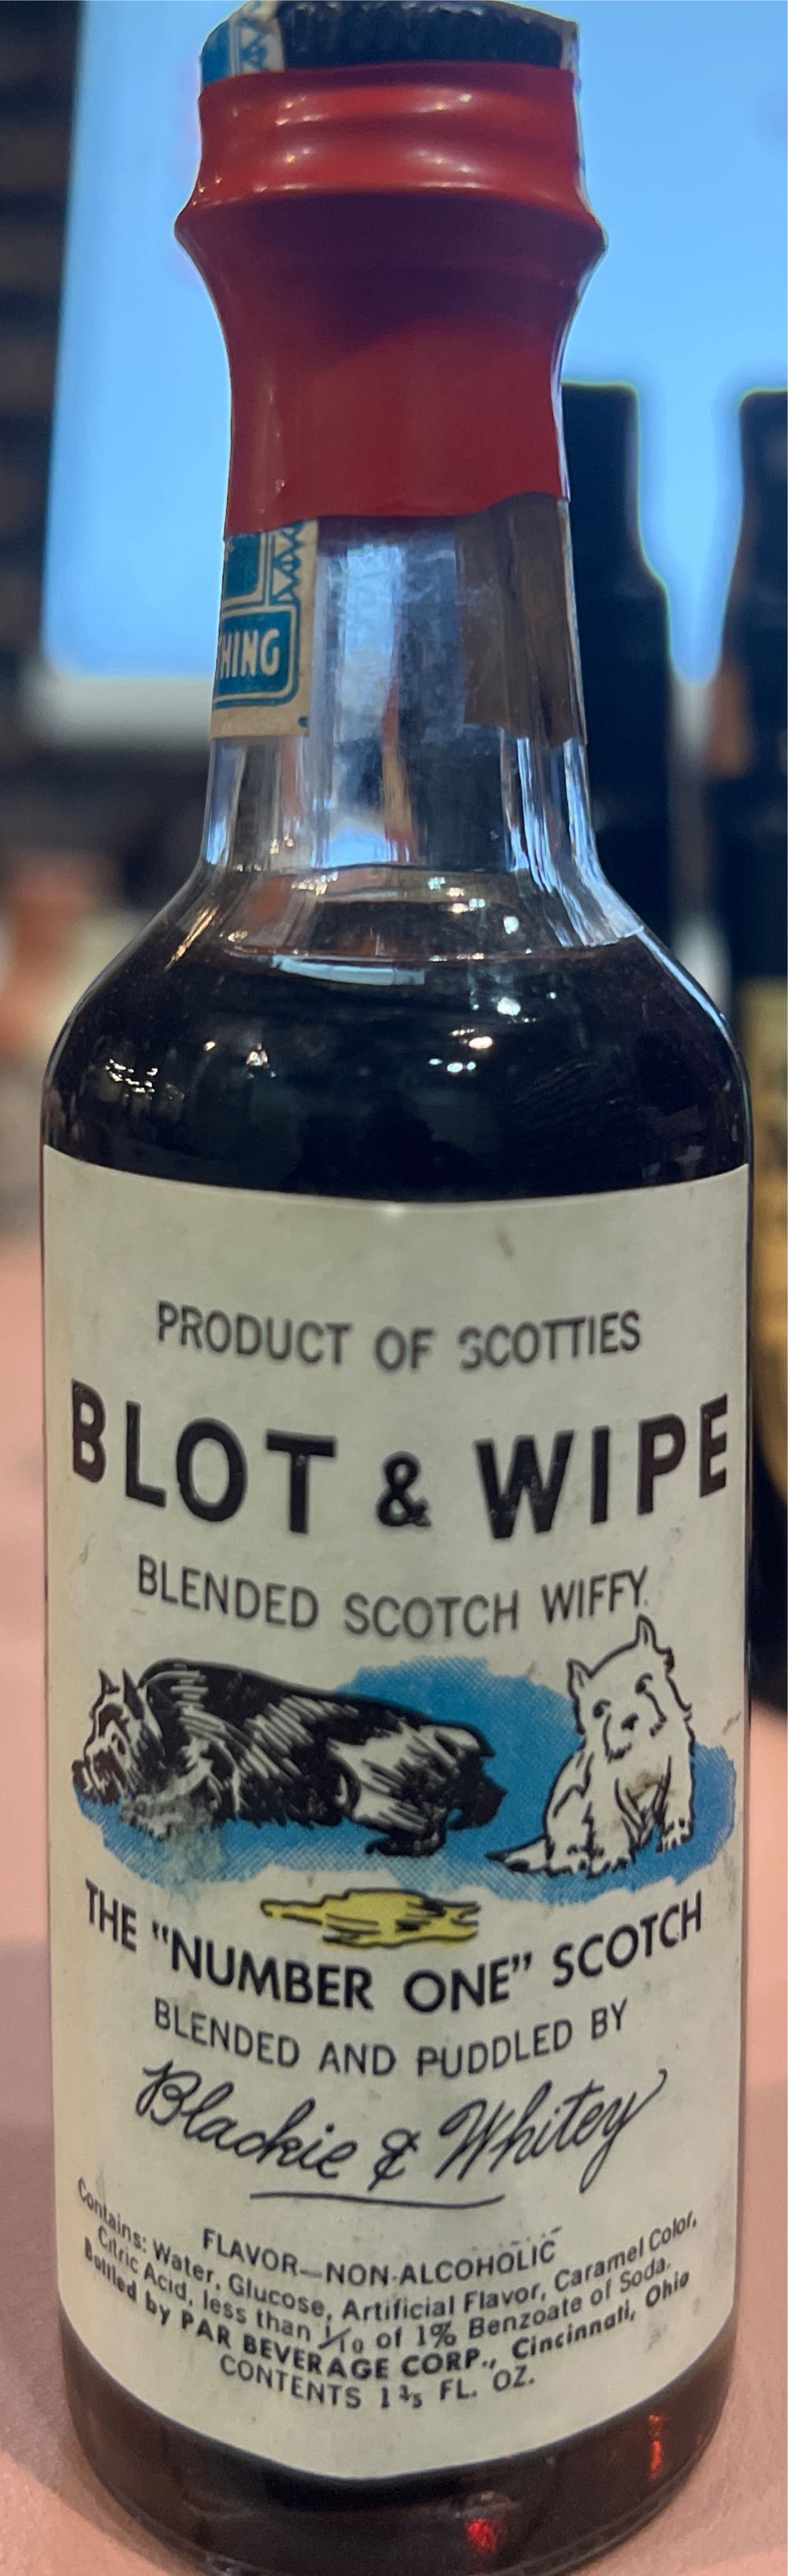 HING
PRODUCT OF SCOTTIES
BLOT & WIPE
BLENDED SCOTCH WIFFY
THE "NUMBER ONE" SCOTCH
BLENDED AND PUDDLED BY
Blackie & Whitey
FLAVOR—NON-ALCOHOLIC
Contains: Water, Glucose, Artificial Flavor, Caramel Color,
Citric Acid, less than 1/10 of 1% Benzoate of Soda.
Bottled by PAR BEVERAGE CORP., Cincinnati, Ohio
CONTENTS 1 3/5 FL. OZ.